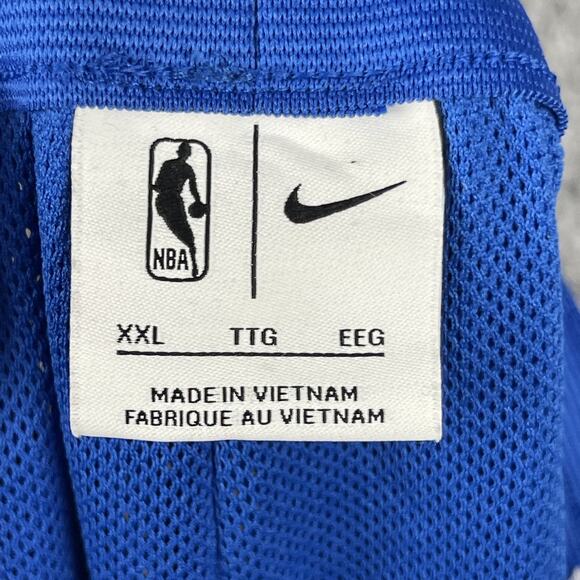 NBA
XXL TTG EEG
MADE IN VIETNAM
FABRIQUE AU VIETNAM